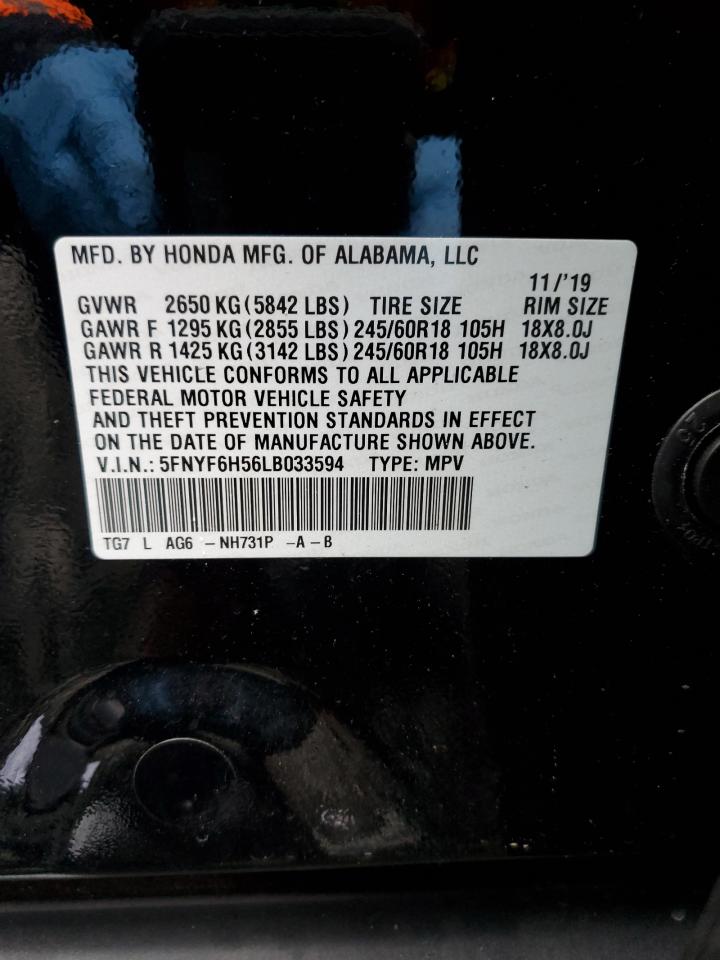 MFD. BY HONDA MFG. OF ALABAMA, LLC
11/'19
GVWR 2650 KG (5842 LBS) TIRE SIZE RIM SIZE
GAWR F 1295 KG (2855 LBS) 245/60R18 105H 18X8.0J
GAWR R 1425 KG (3142 LBS) 245/60R18 105H 18X8.0J
THIS VEHICLE CONFORMS TO ALL APPLICABLE
FEDERAL MOTOR VEHICLE SAFETY
AND THEFT PREVENTION STANDARDS IN EFFECT
ON THE DATE OF MANUFACTURE SHOWN ABOVE.
V.I.N.: 5FNYF6H56LB033594 TYPE: MPV
TG7 L AG6 – NH731P –A – B
25